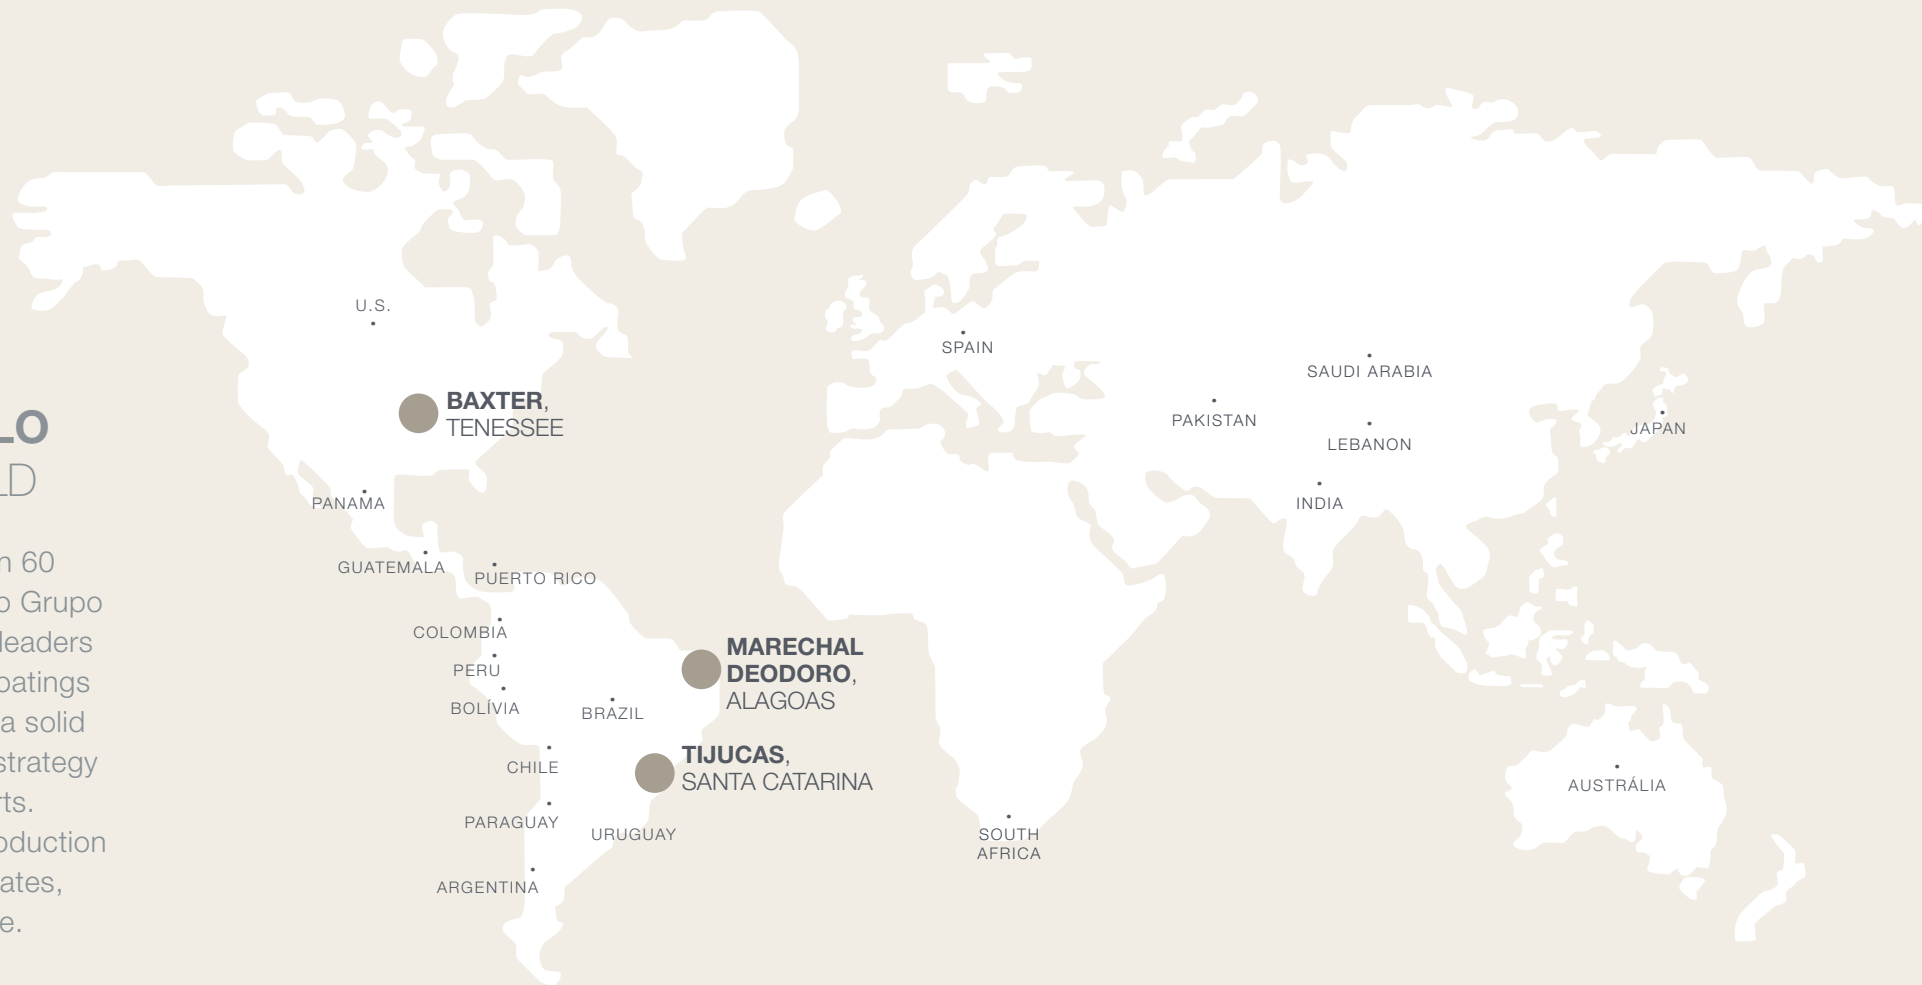 LO
LD
n 60
o Grupo
leaders
oatings
a solid
strategy
rts.
oduction
ates,
e.
U.S.
BAXTER,
TENESSEE
PANAMA
GUATEMALA
PUERTO RICO
COLOMBIA
PERU
BOLÍVIA
BRAZIL
MARECHAL
DEODORO,
ALAGOAS
TIJUCAS,
SANTA CATARINA
CHILE
PARAGUAY
URUGUAY
ARGENTINA
SPAIN
SAUDI ARABIA
PAKISTAN
LEBANON
INDIA
JAPAN
SOUTH
AFRICA
AUSTRÁLIA